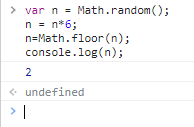 > var n = Math.random();
n = n*6;
n=Math.floor(n);
console.log(n);
2
undefined
>